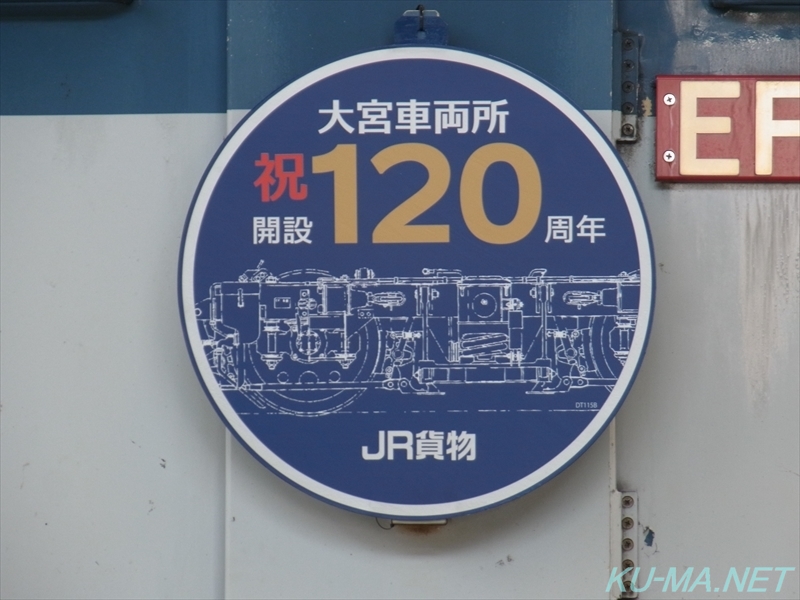 大宮車両所
祝120
開設 周年
DT115B
JR貨物
EF
KU-MA.NET